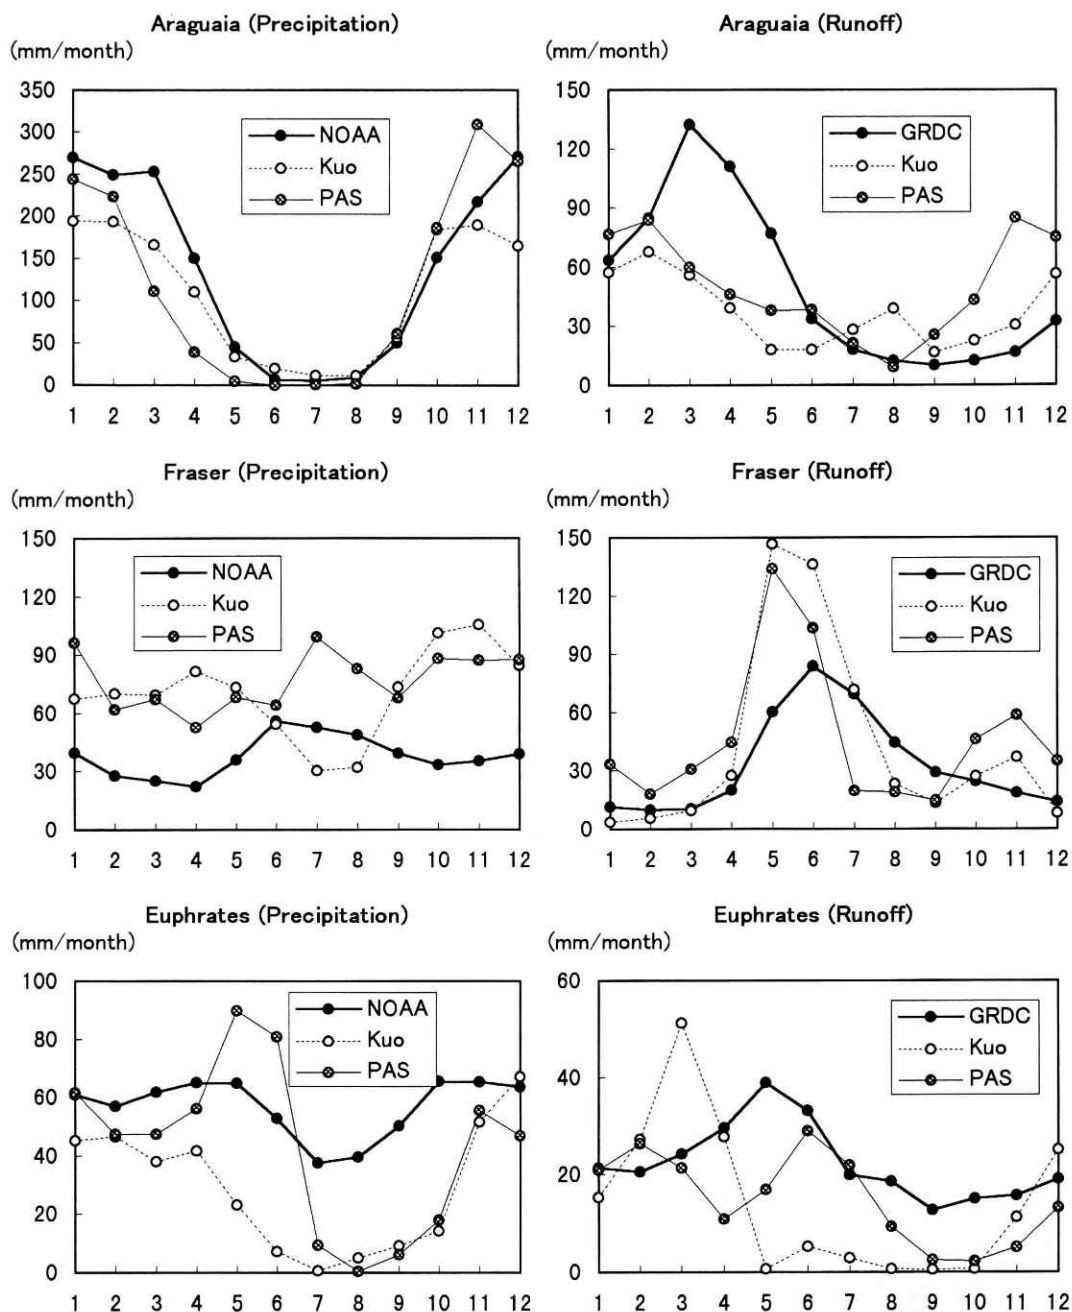 Araguaia (Precipitation)
(mm/month)
350
300
250
200
150
100
50
0
NOAA
Kuo
PAS
1 2 3 4 5 6 7 8 9 10 11 12
Araguaia (Runoff)
(mm/month)
150
120
90
60
30
0
GRDC
Kuo
PAS
1 2 3 4 5 6 7 8 9 10 11 12
Fraser (Precipitation)
(mm/month)
150
120
90
60
30
0
NOAA
Kuo
PAS
1 2 3 4 5 6 7 8 9 10 11 12
Fraser (Runoff)
(mm/month)
150
120
90
60
30
0
GRDC
Kuo
PAS
1 2 3 4 5 6 7 8 9 10 11 12
Euphrates (Precipitation)
(mm/month)
100
80
60
40
20
0
NOAA
Kuo
PAS
1 2 3 4 5 6 7 8 9 10 11 12
Euphrates (Runoff)
(mm/month)
60
40
20
0
GRDC
Kuo
PAS
1 2 3 4 5 6 7 8 9 10 11 12